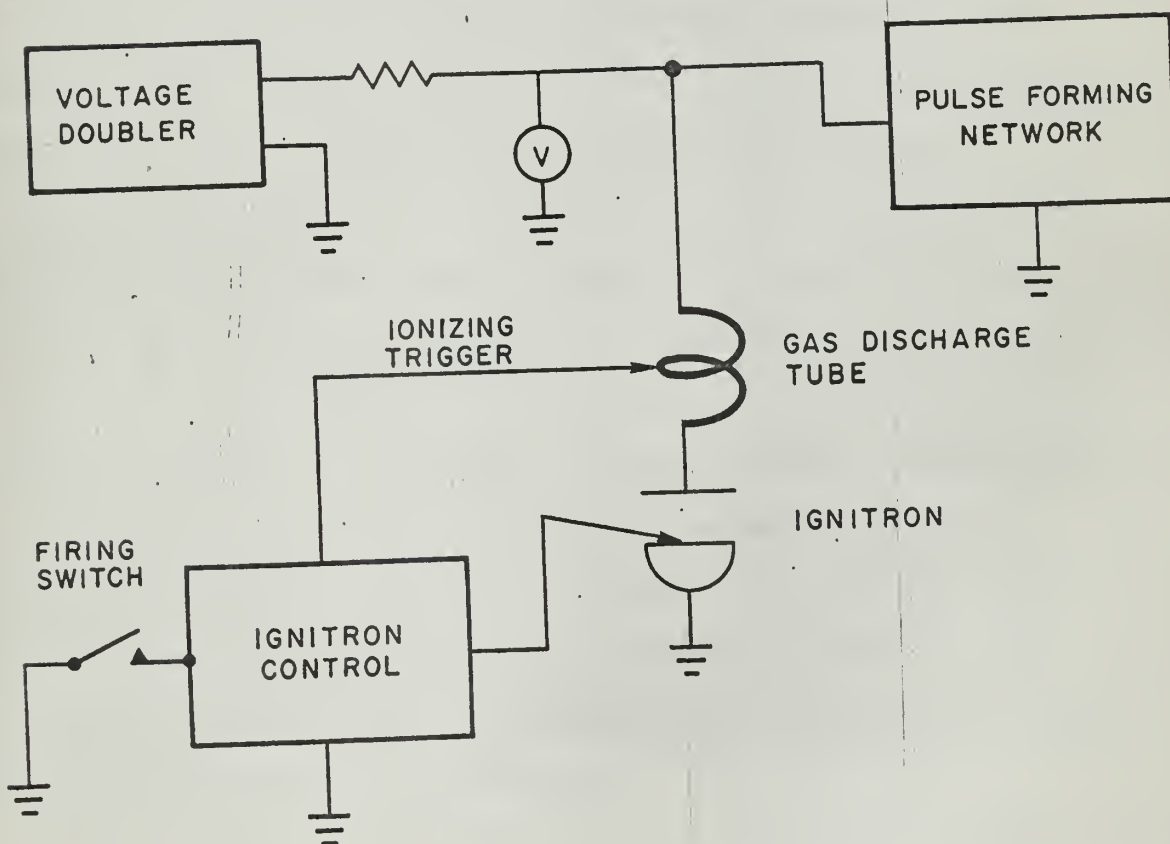 VOLTAGE
DOUBLER
V
PULSE FORMING
NETWORK
IONIZING
TRIGGER
GAS DISCHARGE
TUBE
IGNITRON
FIRING
SWITCH
IGNITRON
CONTROL